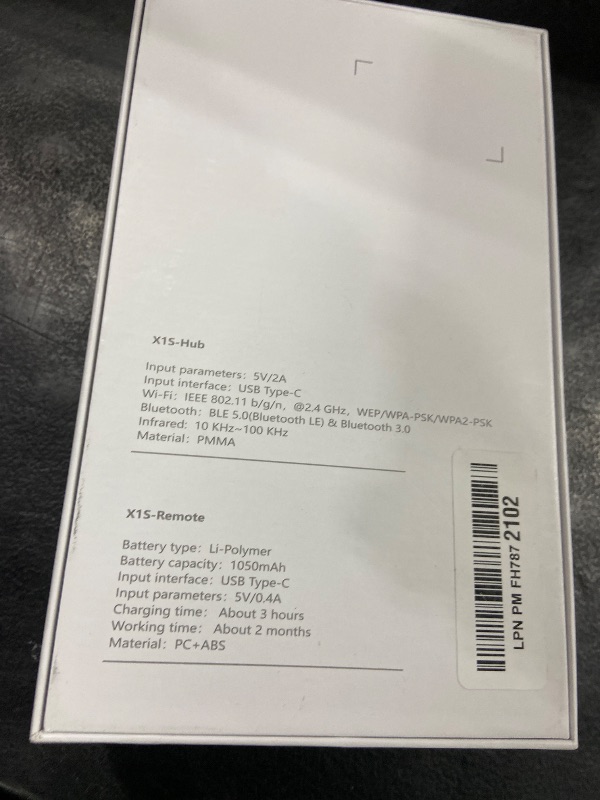 X1S-Hub
Input parameters: 5V/2A
Input interface: USB Type-C
Wi-Fi: IEEE 802.11 b/g/n, @2.4 GHz, WEP/WPA-PSK/WPA2-PSK
Bluetooth: BLE 5.0(Bluetooth LE) & Bluetooth 3.0
Infrared: 10 KHz~100 KHz
Material: PMMA
X1S-Remote
Battery type: Li-Polymer
Battery capacity: 1050mAh
Input interface: USB Type-C
Input parameters: 5V/0.4A
Charging time: About 3 hours
Working time: About 2 months
Material: PC+ABS
LPN PM FH787 2102